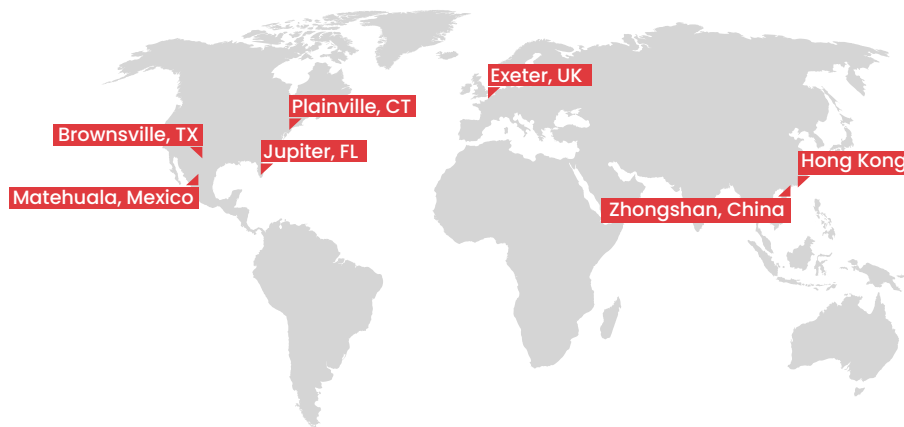 Exeter, UK
Plainville, CT
Brownsville, TX
Jupiter, FL
Hong Kong
Matehuala, Mexico
Zhongshan, China